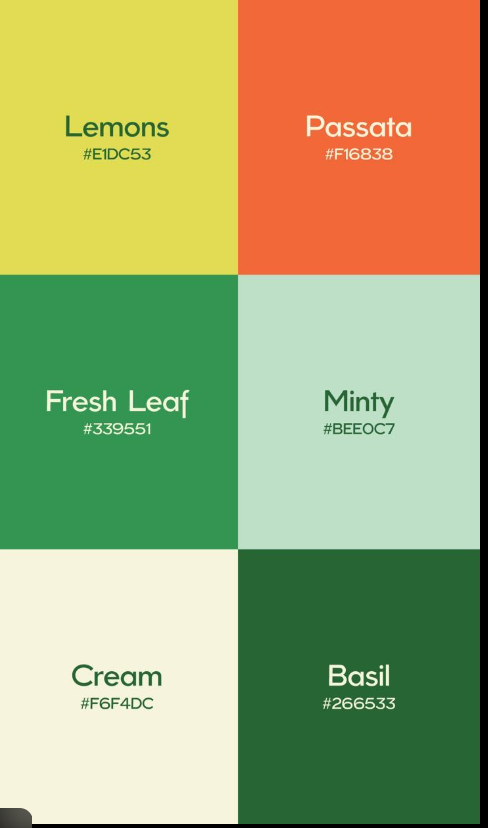 Lemons
#E1DC53
Passata
#F16838
Fresh Leaf
#339551
Minty
#BEE0C7
Cream
#F6F4DC
Basil
#266533